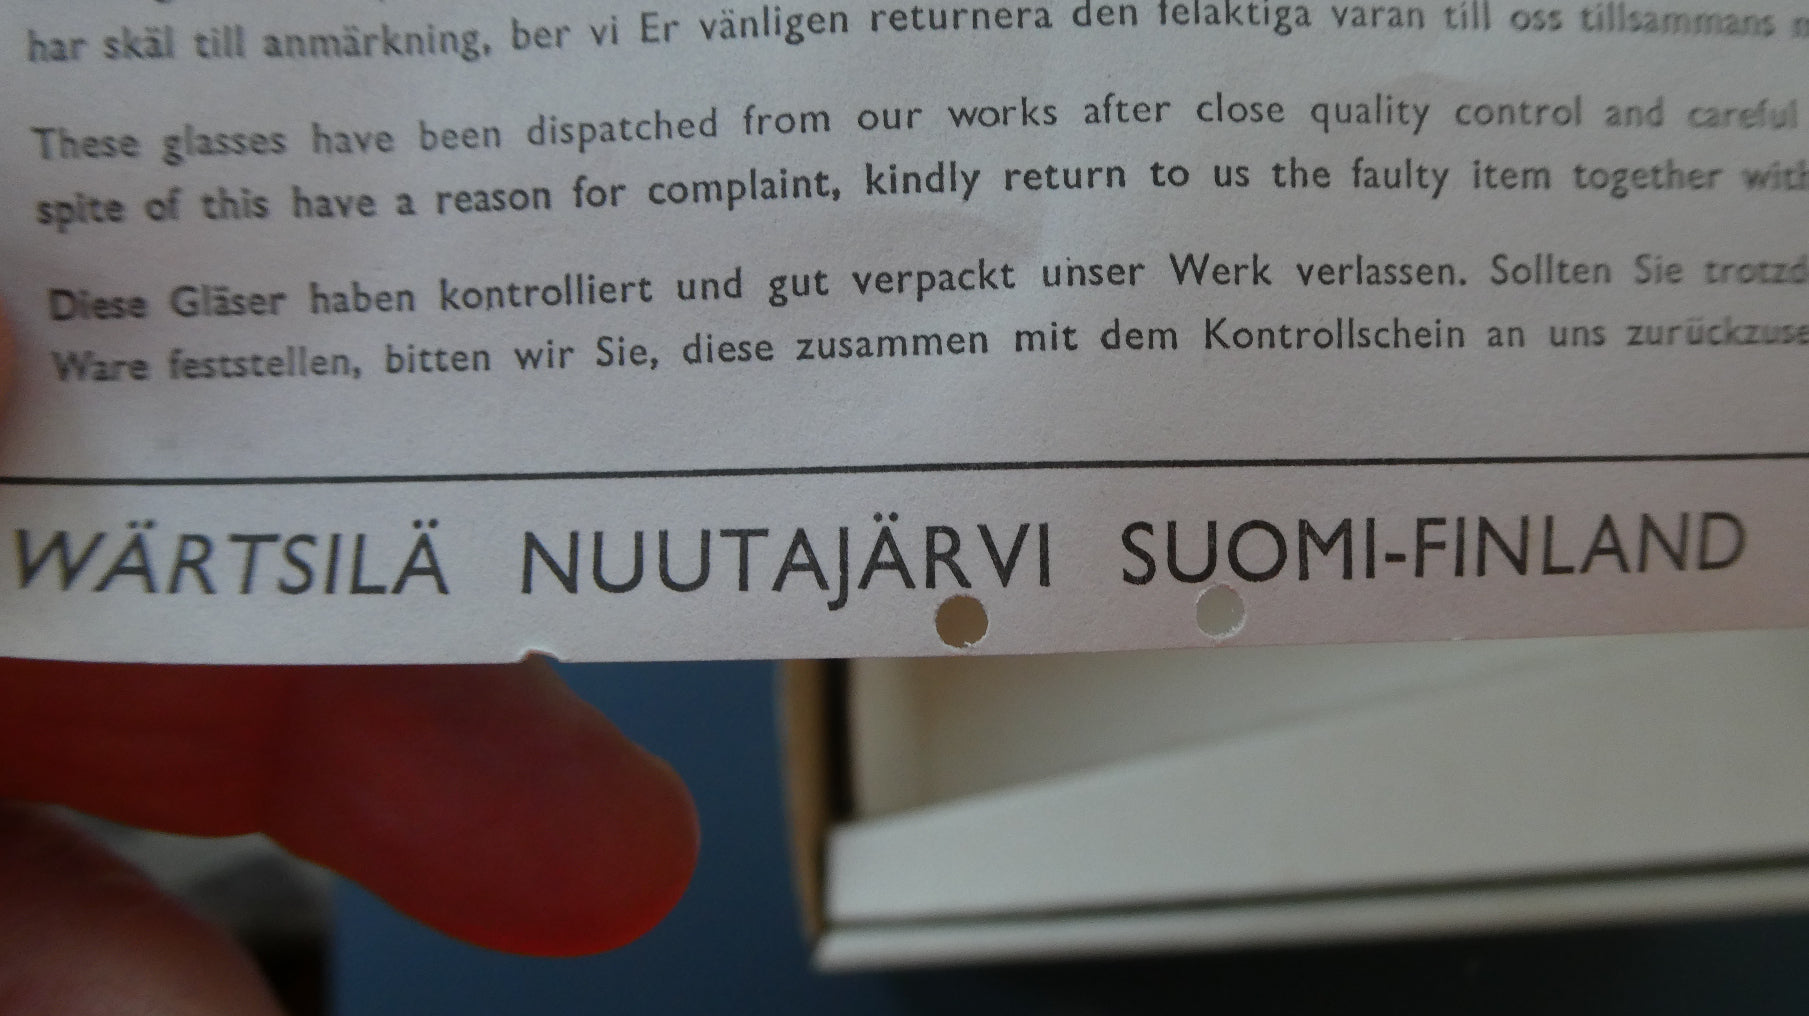 har skäl till anmärkning, ber vi Er vänligen returnera den felaktiga varan till oss tillsammans
These glasses have been dispatched from our works after close quality control and careful
spite of this have a reason for complaint, kindly return to us the faulty item together with
Diese Gläser haben kontrolliert und gut verpackt unser Werk verlassen. Sollten Sie trotzd
Ware feststellen, bitten wir Sie, diese zusammen mit dem Kontrollschein an uns zurückzuse
WÄRTSILÄ NUUTAJÄRVI SUOMI-FINLAND